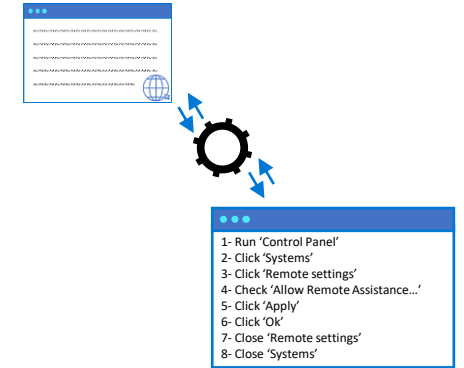 1- Run ‘Control Panel’
2- Click ‘Systems’
3- Click ‘Remote settings’
4- Check ‘Allow Remote Assistance…’
5- Click ‘Apply’
6- Click ‘Ok’
7- Close ‘Remote settings’
8- Close ‘Systems’